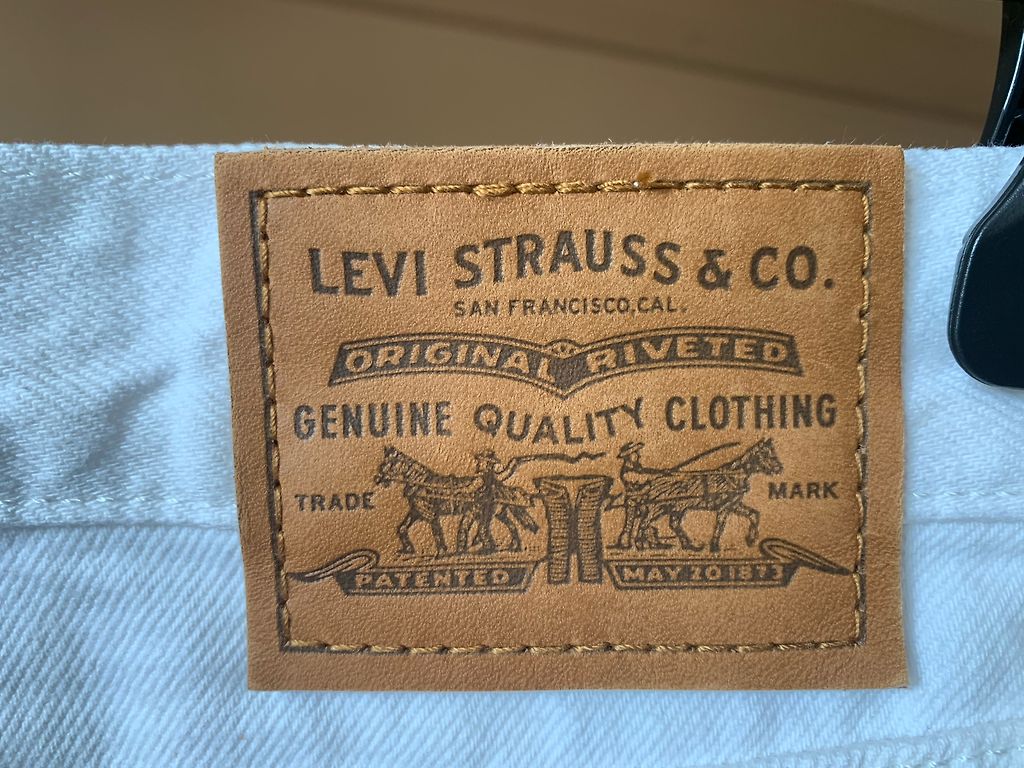 LEVI STRAUSS & CO.
SAN FRANCISCO, CAL.
ORIGINAL RIVETED
GENUINE QUALITY CLOTHING
TRADE MARK
PATENTED MAY 20 1873